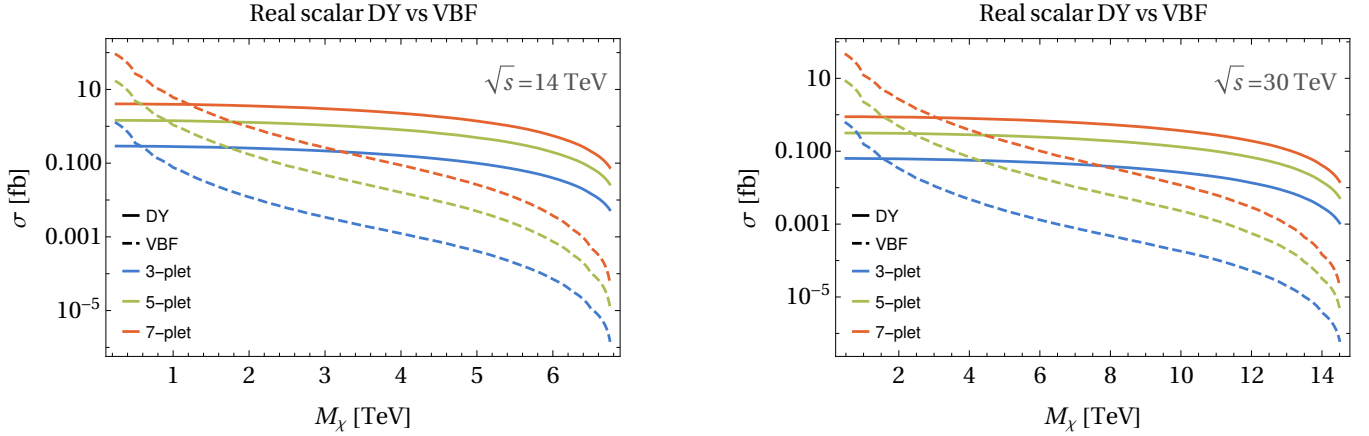 Real scalar DY vs VBF
√s = 14 TeV
10
0.100
0.001
10⁻⁵
σ [fb]
DY
VBF
3-plet
5-plet
7-plet
1 2 3 4 5 6
Mχ [TeV]
Real scalar DY vs VBF
√s = 30 TeV
10
0.100
0.001
10⁻⁵
σ [fb]
DY
VBF
3-plet
5-plet
7-plet
2 4 6 8 10 12 14
Mχ [TeV]